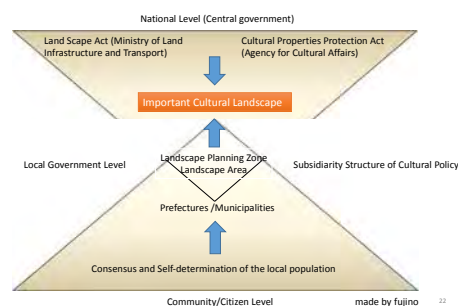 National Level (Central government)
Land Scape Act (Ministry of Land
Infrastructure and Transport)
Cultural Properties Protection Act
(Agency for Cultural Affairs)
Important Cultural Landscape
Local Government Level
Landscape Planning Zone
Landscape Area
Subsidiarity Structure of Cultural Policy
Prefectures /Municipalities
Consensus and Self-determination of the local population
Community/Citizen Level
made by fujino
22